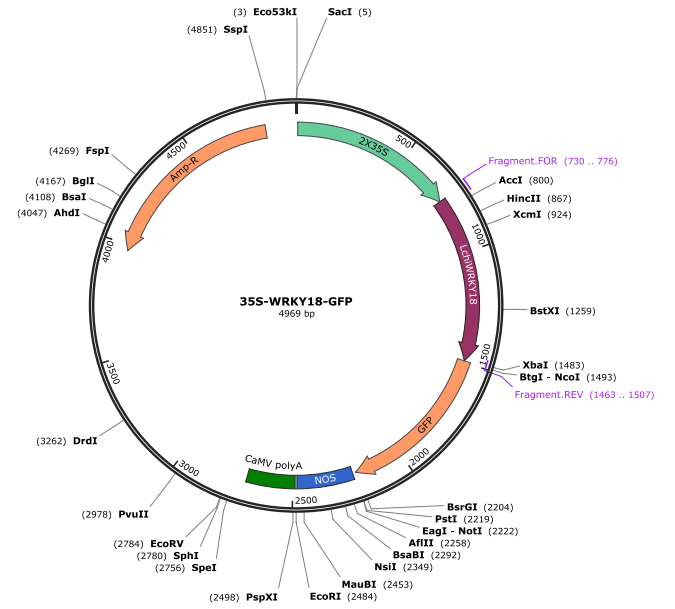 (3) Eco53kI
SacI (5)
(4851) SspI
500
2X35S
Fragment.FOR (730 .. 776)
AccI (800)
HincII (867)
XcmI (924)
1000
LchiWRKY18
BstXI (1259)
1500
XbaI (1483)
BtgI - NcoI (1493)
Fragment.REV (1463 .. 1507)
GFP
2000
BsrGI (2204)
PstI (2219)
EagI - NotI (2222)
AflII (2258)
BsaBI (2292)
NsiI (2349)
MauBI (2453)
EcoRI (2484)
(2498) PspXI
2500
NOS
CaMV polyA
(2756) SpeI
(2780) SphI
(2784) EcoRV
(2978) PvuII
3000
(3262) DrdI
3500
4000
(4047) AhdI
(4108) BsaI
(4167) BglI
(4269) FspI
4500
Amp-R
35S-WRKY18-GFP
4969 bp